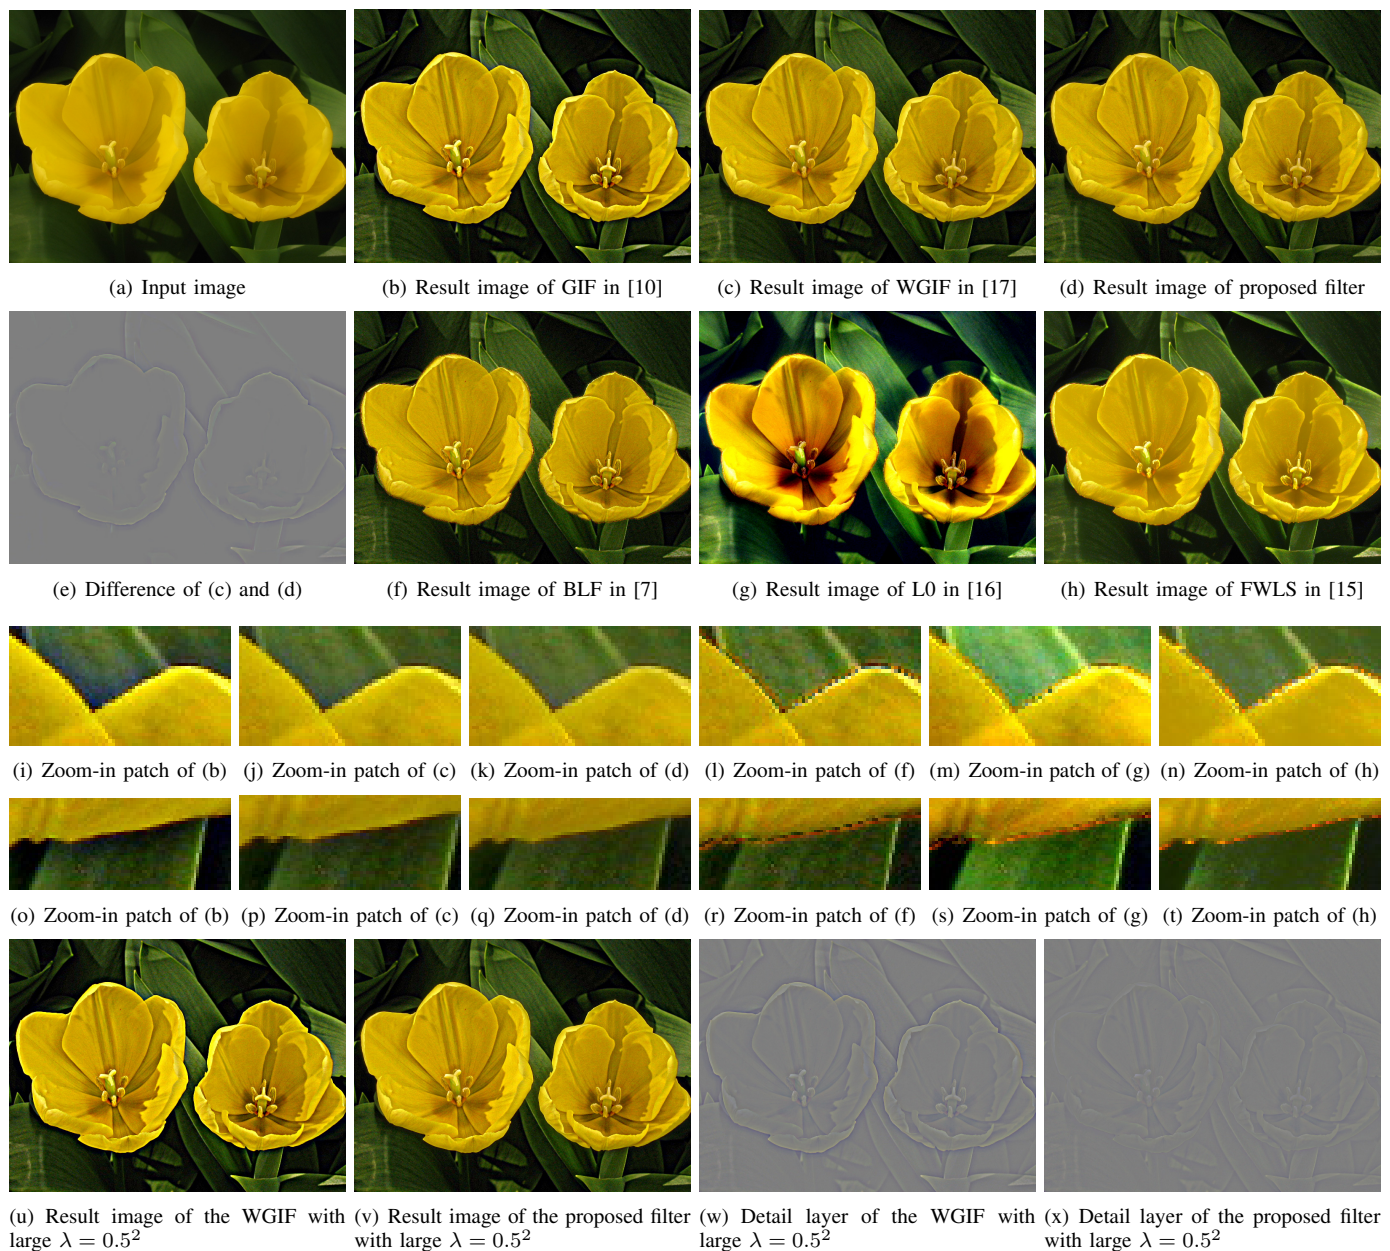 (a) Input image
(b) Result image of GIF in [10]
(c) Result image of WGIF in [17]
(d) Result image of proposed filter
(e) Difference of (c) and (d)
(f) Result image of BLF in [7]
(g) Result image of L0 in [16]
(h) Result image of FWLS in [15]
(i) Zoom-in patch of (b)
(j) Zoom-in patch of (c)
(k) Zoom-in patch of (d)
(l) Zoom-in patch of (f)
(m) Zoom-in patch of (g)
(n) Zoom-in patch of (h)
(o) Zoom-in patch of (b)
(p) Zoom-in patch of (c)
(q) Zoom-in patch of (d)
(r) Zoom-in patch of (f)
(s) Zoom-in patch of (g)
(t) Zoom-in patch of (h)
(u) Result image of the WGIF with
large λ = 0.5²
(v) Result image of the proposed filter
with large λ = 0.5²
(w) Detail layer of the WGIF with
large λ = 0.5²
(x) Detail layer of the proposed filter
with large λ = 0.5²